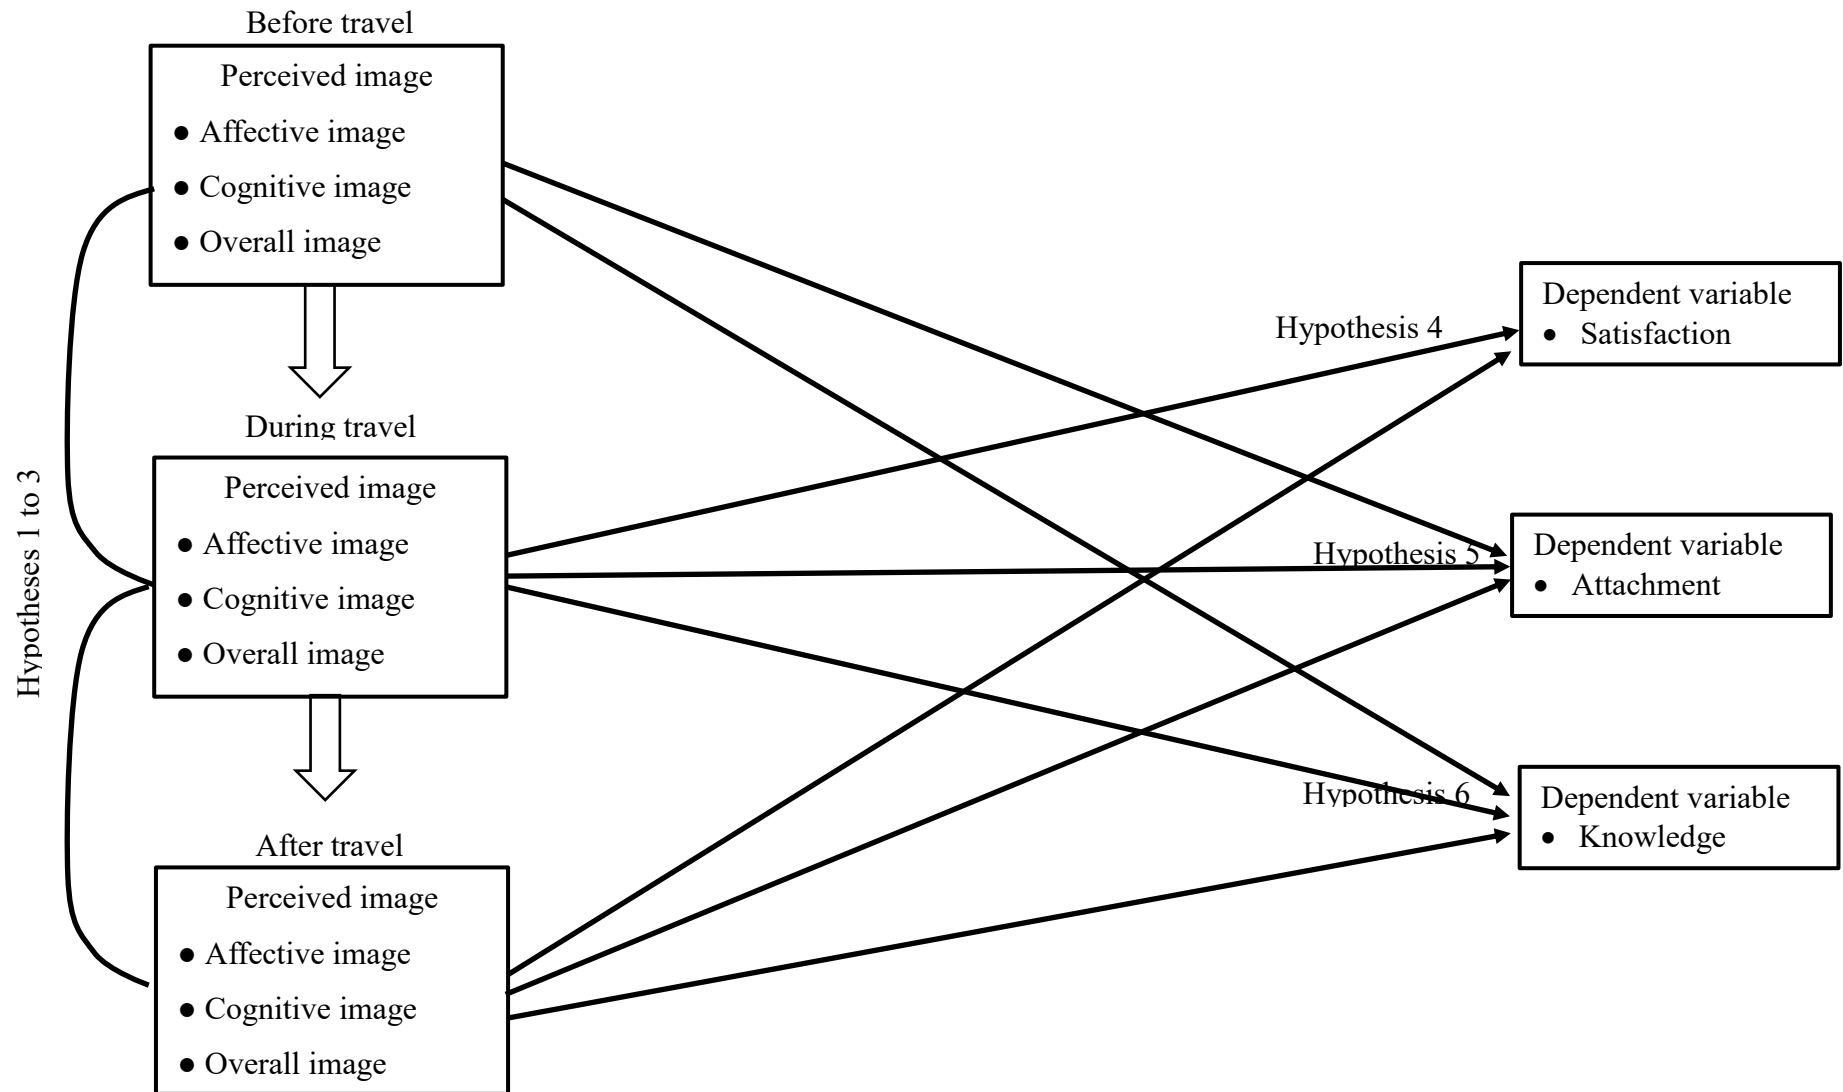 Before travel
Perceived image
● Affective image
● Cognitive image
● Overall image
Hypotheses 1 to 3
During travel
Perceived image
● Affective image
● Cognitive image
● Overall image
After travel
Perceived image
● Affective image
● Cognitive image
● Overall image
Hypothesis 4
Dependent variable
• Satisfaction
Hypothesis 5
Dependent variable
• Attachment
Hypothesis 6
Dependent variable
• Knowledge